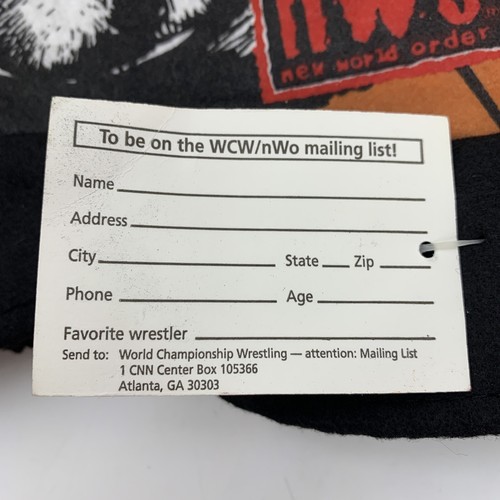 nWo
new world order
To be on the WCW/nWo mailing list!
Name
Address
City State Zip
Phone Age
Favorite wrestler
Send to: World Championship Wrestling — attention: Mailing List
1 CNN Center Box 105366
Atlanta, GA 30303